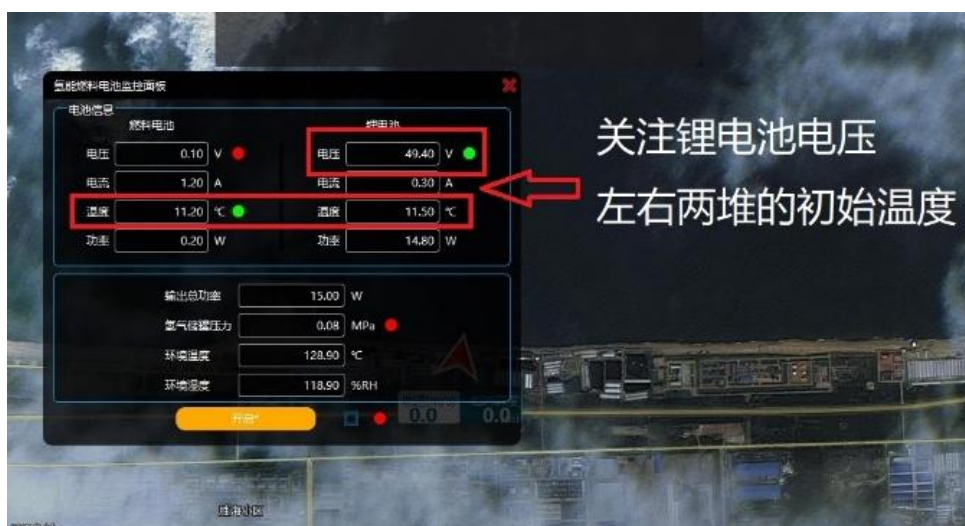 氢能燃料电池监控面板
电池信息
燃料电池 锂电池
电压 0.10 V 电压 49.40 V
电流 1.20 A 电流 0.30 A
温度 11.20 ℃ 温度 11.50 ℃
功率 0.20 W 功率 14.80 W
输出总功率 15.00 W
氢气储罐压力 0.08 MPa
环境温度 128.90 ℃
环境湿度 118.90 %RH
0.0 0.0
关注锂电池电压
左右两堆的初始温度